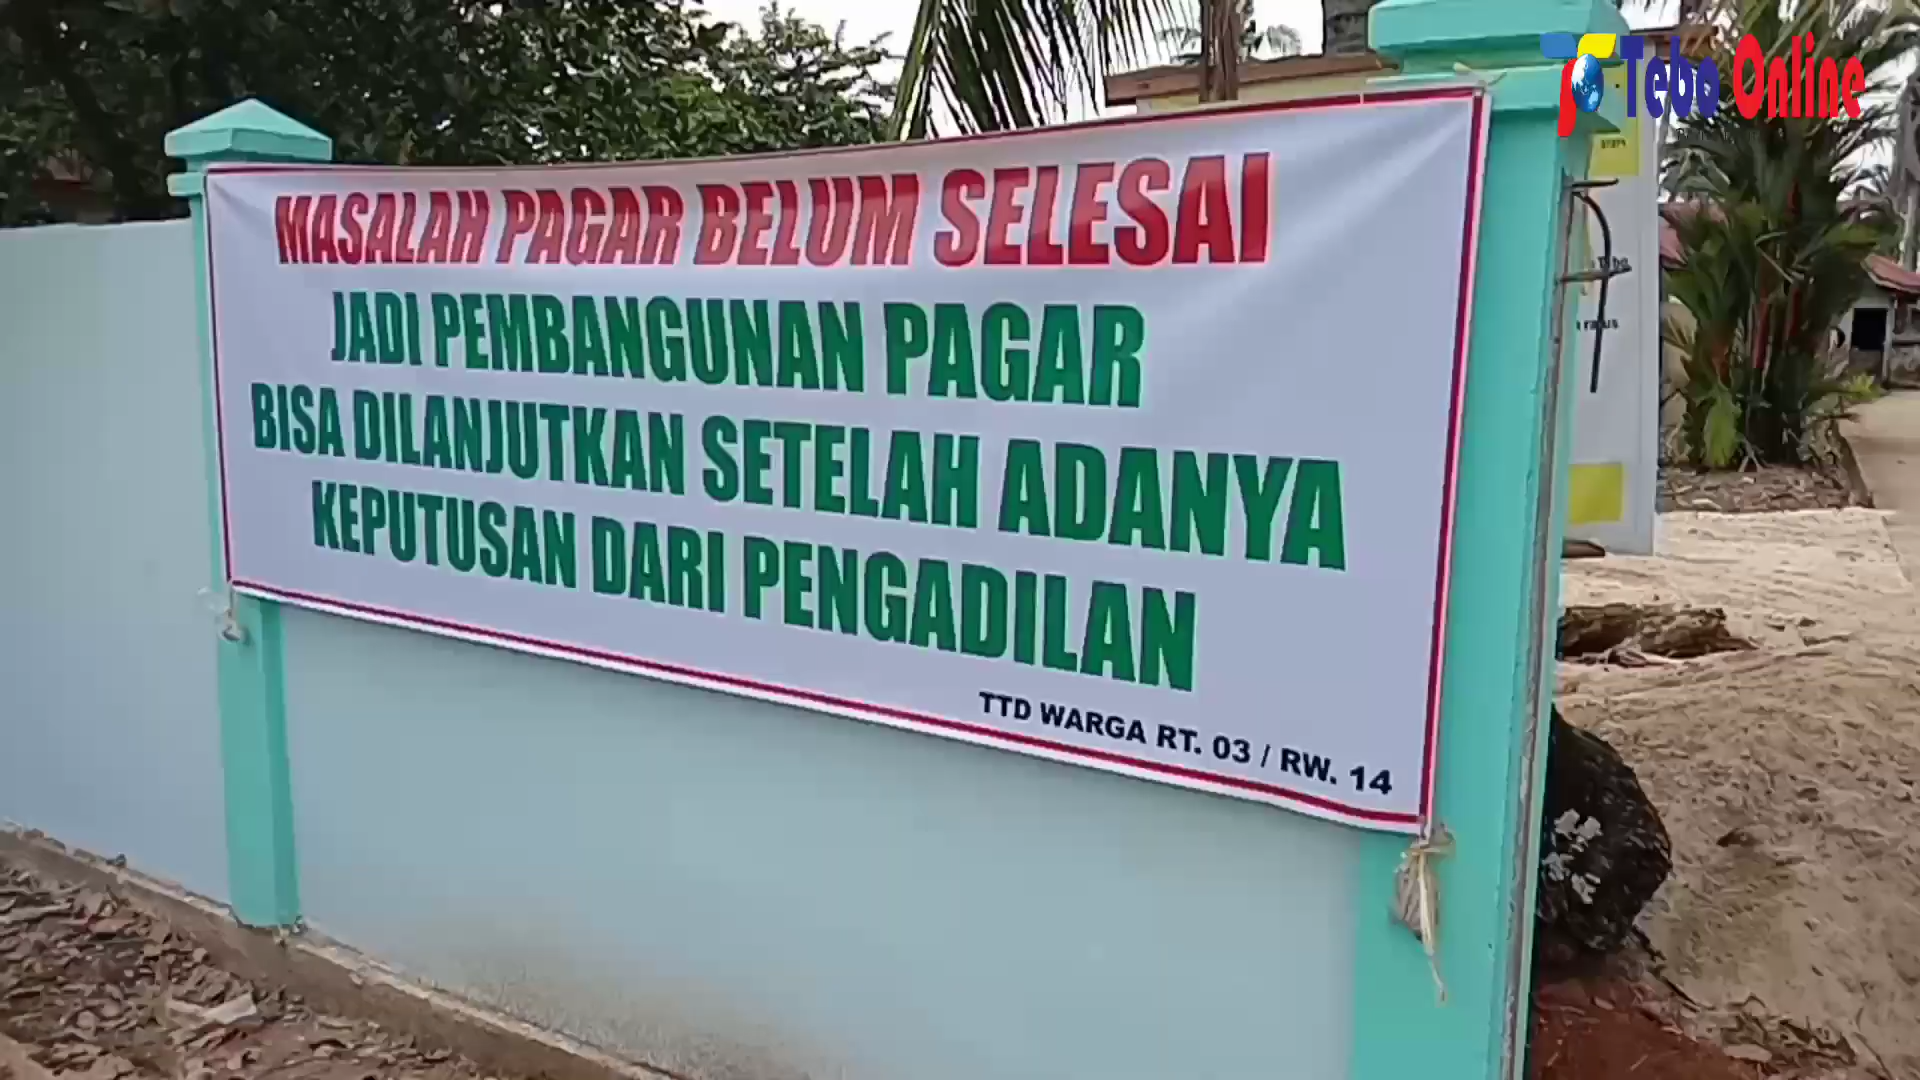 Tebo Online
MASALAH PAGAR BELUM SELESAI
JADI PEMBANGUNAN PAGAR
BISA DILANJUTKAN SETELAH ADANYA
KEPUTUSAN DARI PENGADILAN
TTD WARGA RT. 03 / RW. 14